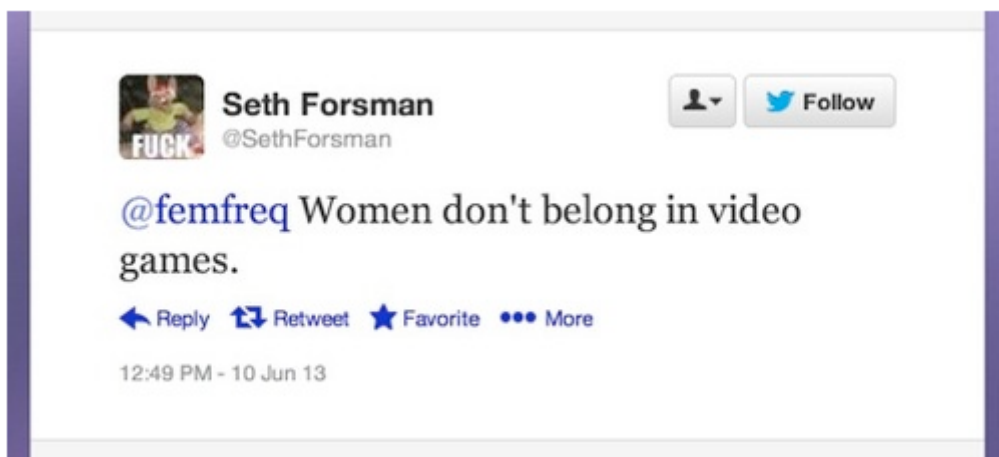 FUCK
Seth Forsman
@SethForsman
Follow
@femfreq Women don't belong in video
games.
Reply Retweet Favorite More
12:49 PM - 10 Jun 13